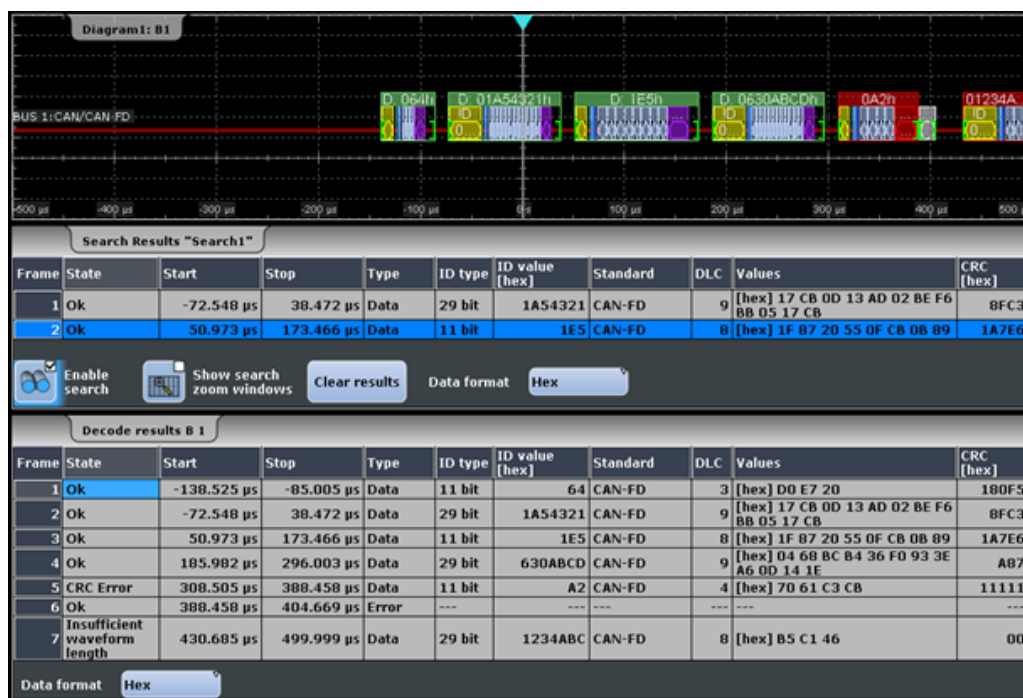 Diagram1: B1
D: 064h D: 01A54321h D: 1E5h D: 0630ABCDh 0A2h 01234A
ID ID ID
0... 0... 0...
BUS 1:CAN/CAN-FD
-500 µs -400 µs -300 µs -200 µs -100 µs 0 s 100 µs 200 µs 300 µs 400 µs 500
Search Results "Search1"
Frame State Start Stop Type ID type ID value [hex] Standard DLC Values CRC [hex]
1 Ok -72.548 µs 38.472 µs Data 29 bit 1A54321 CAN-FD 9 [hex] 17 CB 0D 13 AD 02 BE F6
BB 05 17 CB 8FC3
2 Ok 50.973 µs 173.466 µs Data 11 bit 1E5 CAN-FD 8 [hex] 1F 87 20 55 0F CB 0B 89 1A7E6
Enable search Show search zoom windows Clear results Data format Hex
Decode results B 1
Frame State Start Stop Type ID type ID value [hex] Standard DLC Values CRC [hex]
1 Ok -138.525 µs -85.005 µs Data 11 bit 64 CAN-FD 3 [hex] D0 E7 20 180F5
2 Ok -72.548 µs 38.472 µs Data 29 bit 1A54321 CAN-FD 9 [hex] 17 CB 0D 13 AD 02 BE F6
BB 05 17 CB 8FC3
3 Ok 50.973 µs 173.466 µs Data 11 bit 1E5 CAN-FD 8 [hex] 1F 87 20 55 0F CB 0B 89 1A7E6
4 Ok 185.982 µs 296.003 µs Data 29 bit 630ABCD CAN-FD 9 [hex] 04 68 BC B4 36 F0 93 3E
A6 0D 14 1E A87
5 CRC Error 308.505 µs 388.458 µs Data 11 bit A2 CAN-FD 4 [hex] 70 61 C3 CB 11111
6 Ok 388.458 µs 404.669 µs Error --- --- --- --- --- ---
7 Insufficient waveform length 430.685 µs 499.999 µs Data 29 bit 1234ABC CAN-FD 8 [hex] B5 C1 46 00
Data format Hex